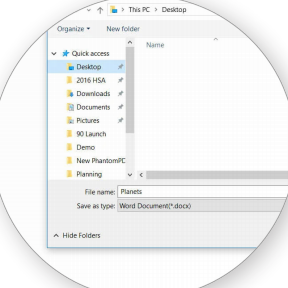 This PC > Desktop
Organize New folder
Quick access
Name
Desktop
2016 HSA
Downloads
Documents
Pictures
90 Launch
Demo
New PhantomPD
Planning
File name: Planets
Save as type: Word Document(*.docx)
Hide Folders